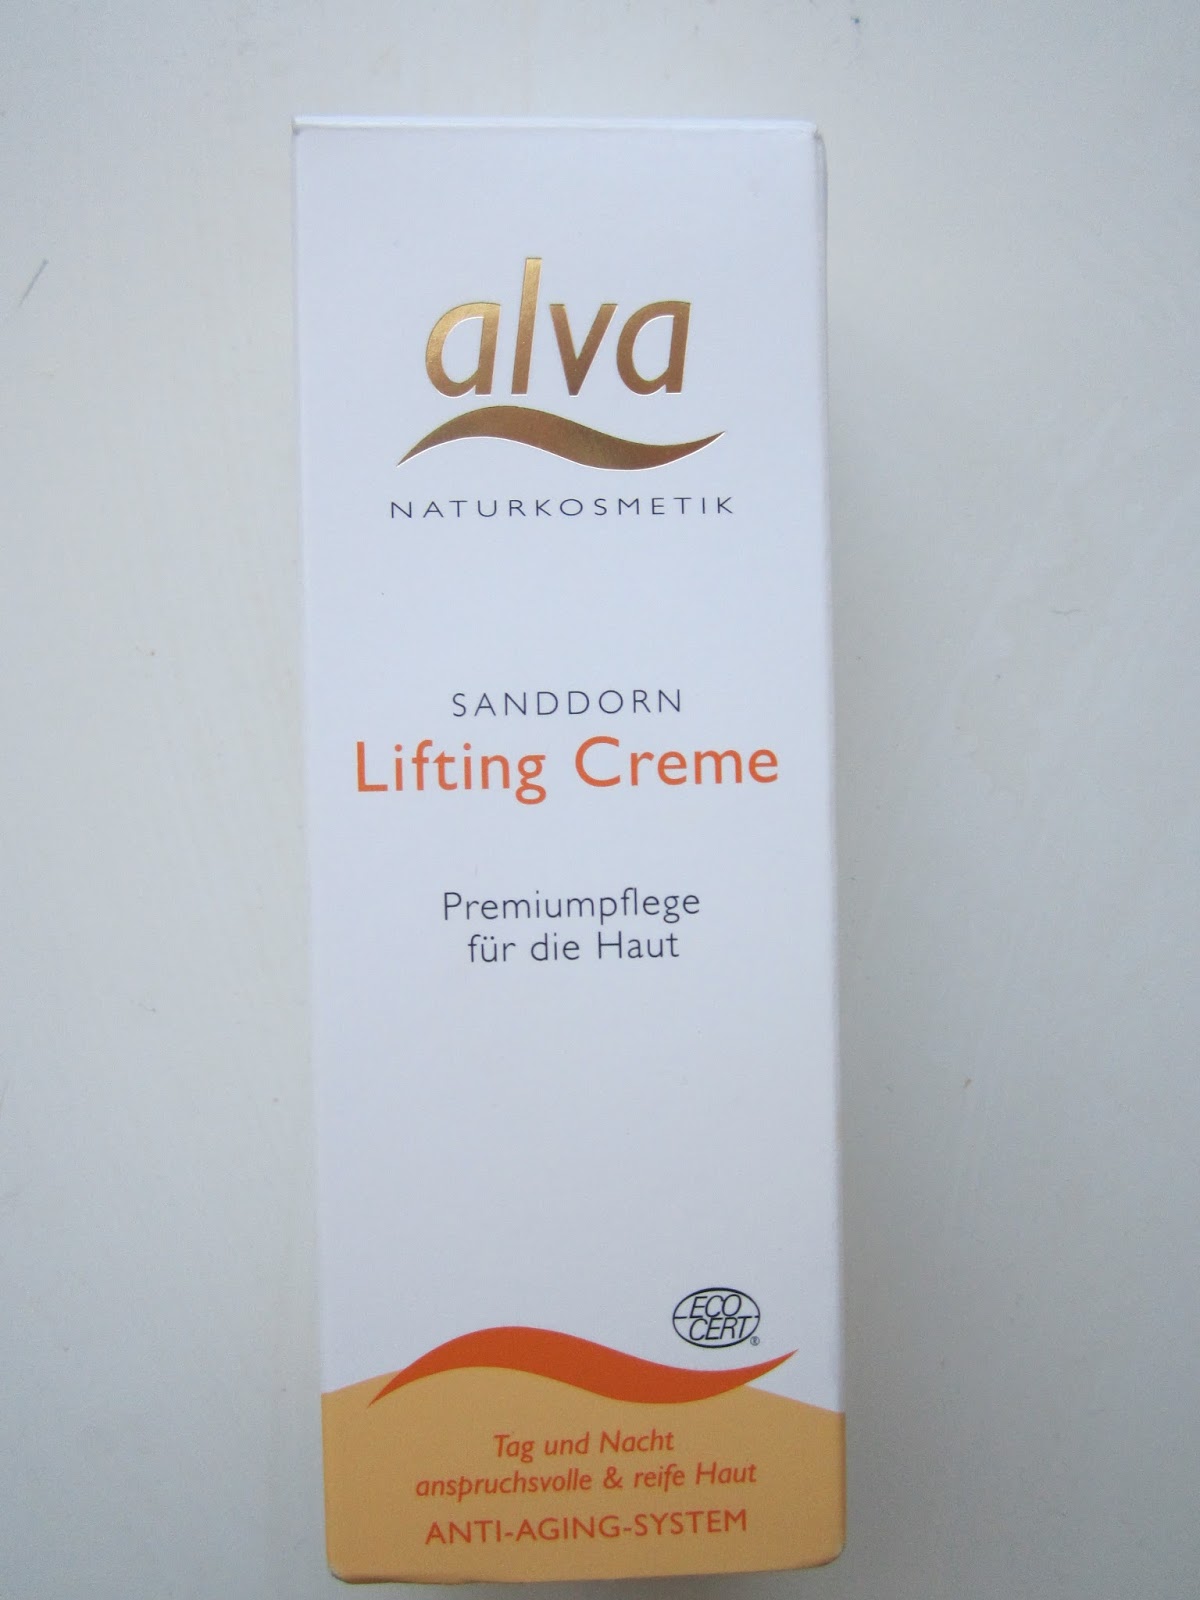 alva
NATURKOSMETIK
SANDDORN
Lifting Creme
Premiumpflege
für die Haut
ECO
CERT
®
Tag und Nacht
anspruchsvolle & reife Haut
ANTI-AGING-SYSTEM